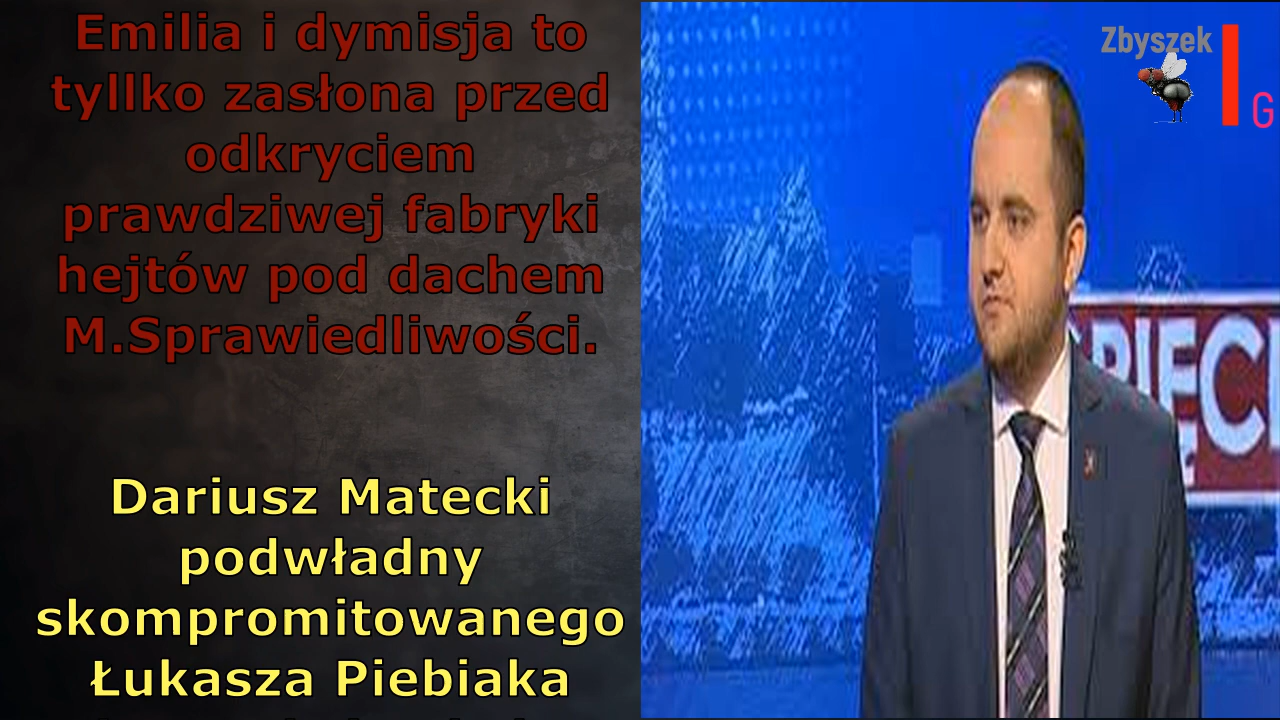 Emilia i dymisja to
tyllko zasłona przed
odkryciem
prawdziwej fabryki
hejtów pod dachem
M.Sprawiedliwości.
Dariusz Matecki
podwładny
skompromitowanego
Łukasza Piebiaka
Zbyszek
I
G
PIĘCI